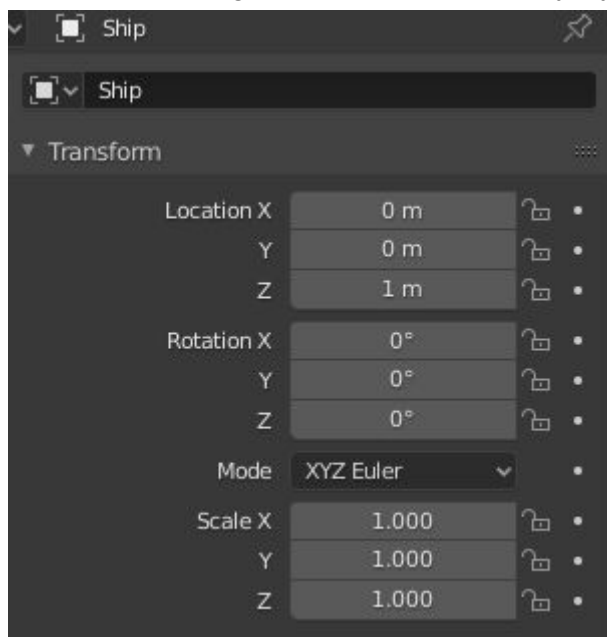 Ship
Ship
Transform
Location X 0 m
Y 0 m
Z 1 m
Rotation X 0°
Y 0°
Z 0°
Mode XYZ Euler
Scale X 1.000
Y 1.000
Z 1.000